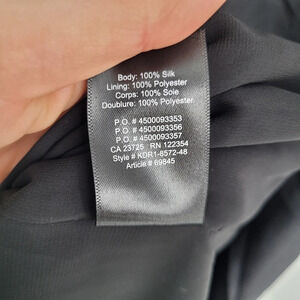 Body: 100% Silk
Lining: 100% Polyester
Corps: 100% Soie
Doublure: 100% Polyester
P.O. # 4500093353
P.O. # 4500093356
P.O. # 4500093357
CA 23725 RN 122354
Style # KDR1-8572-48
Article # 69845